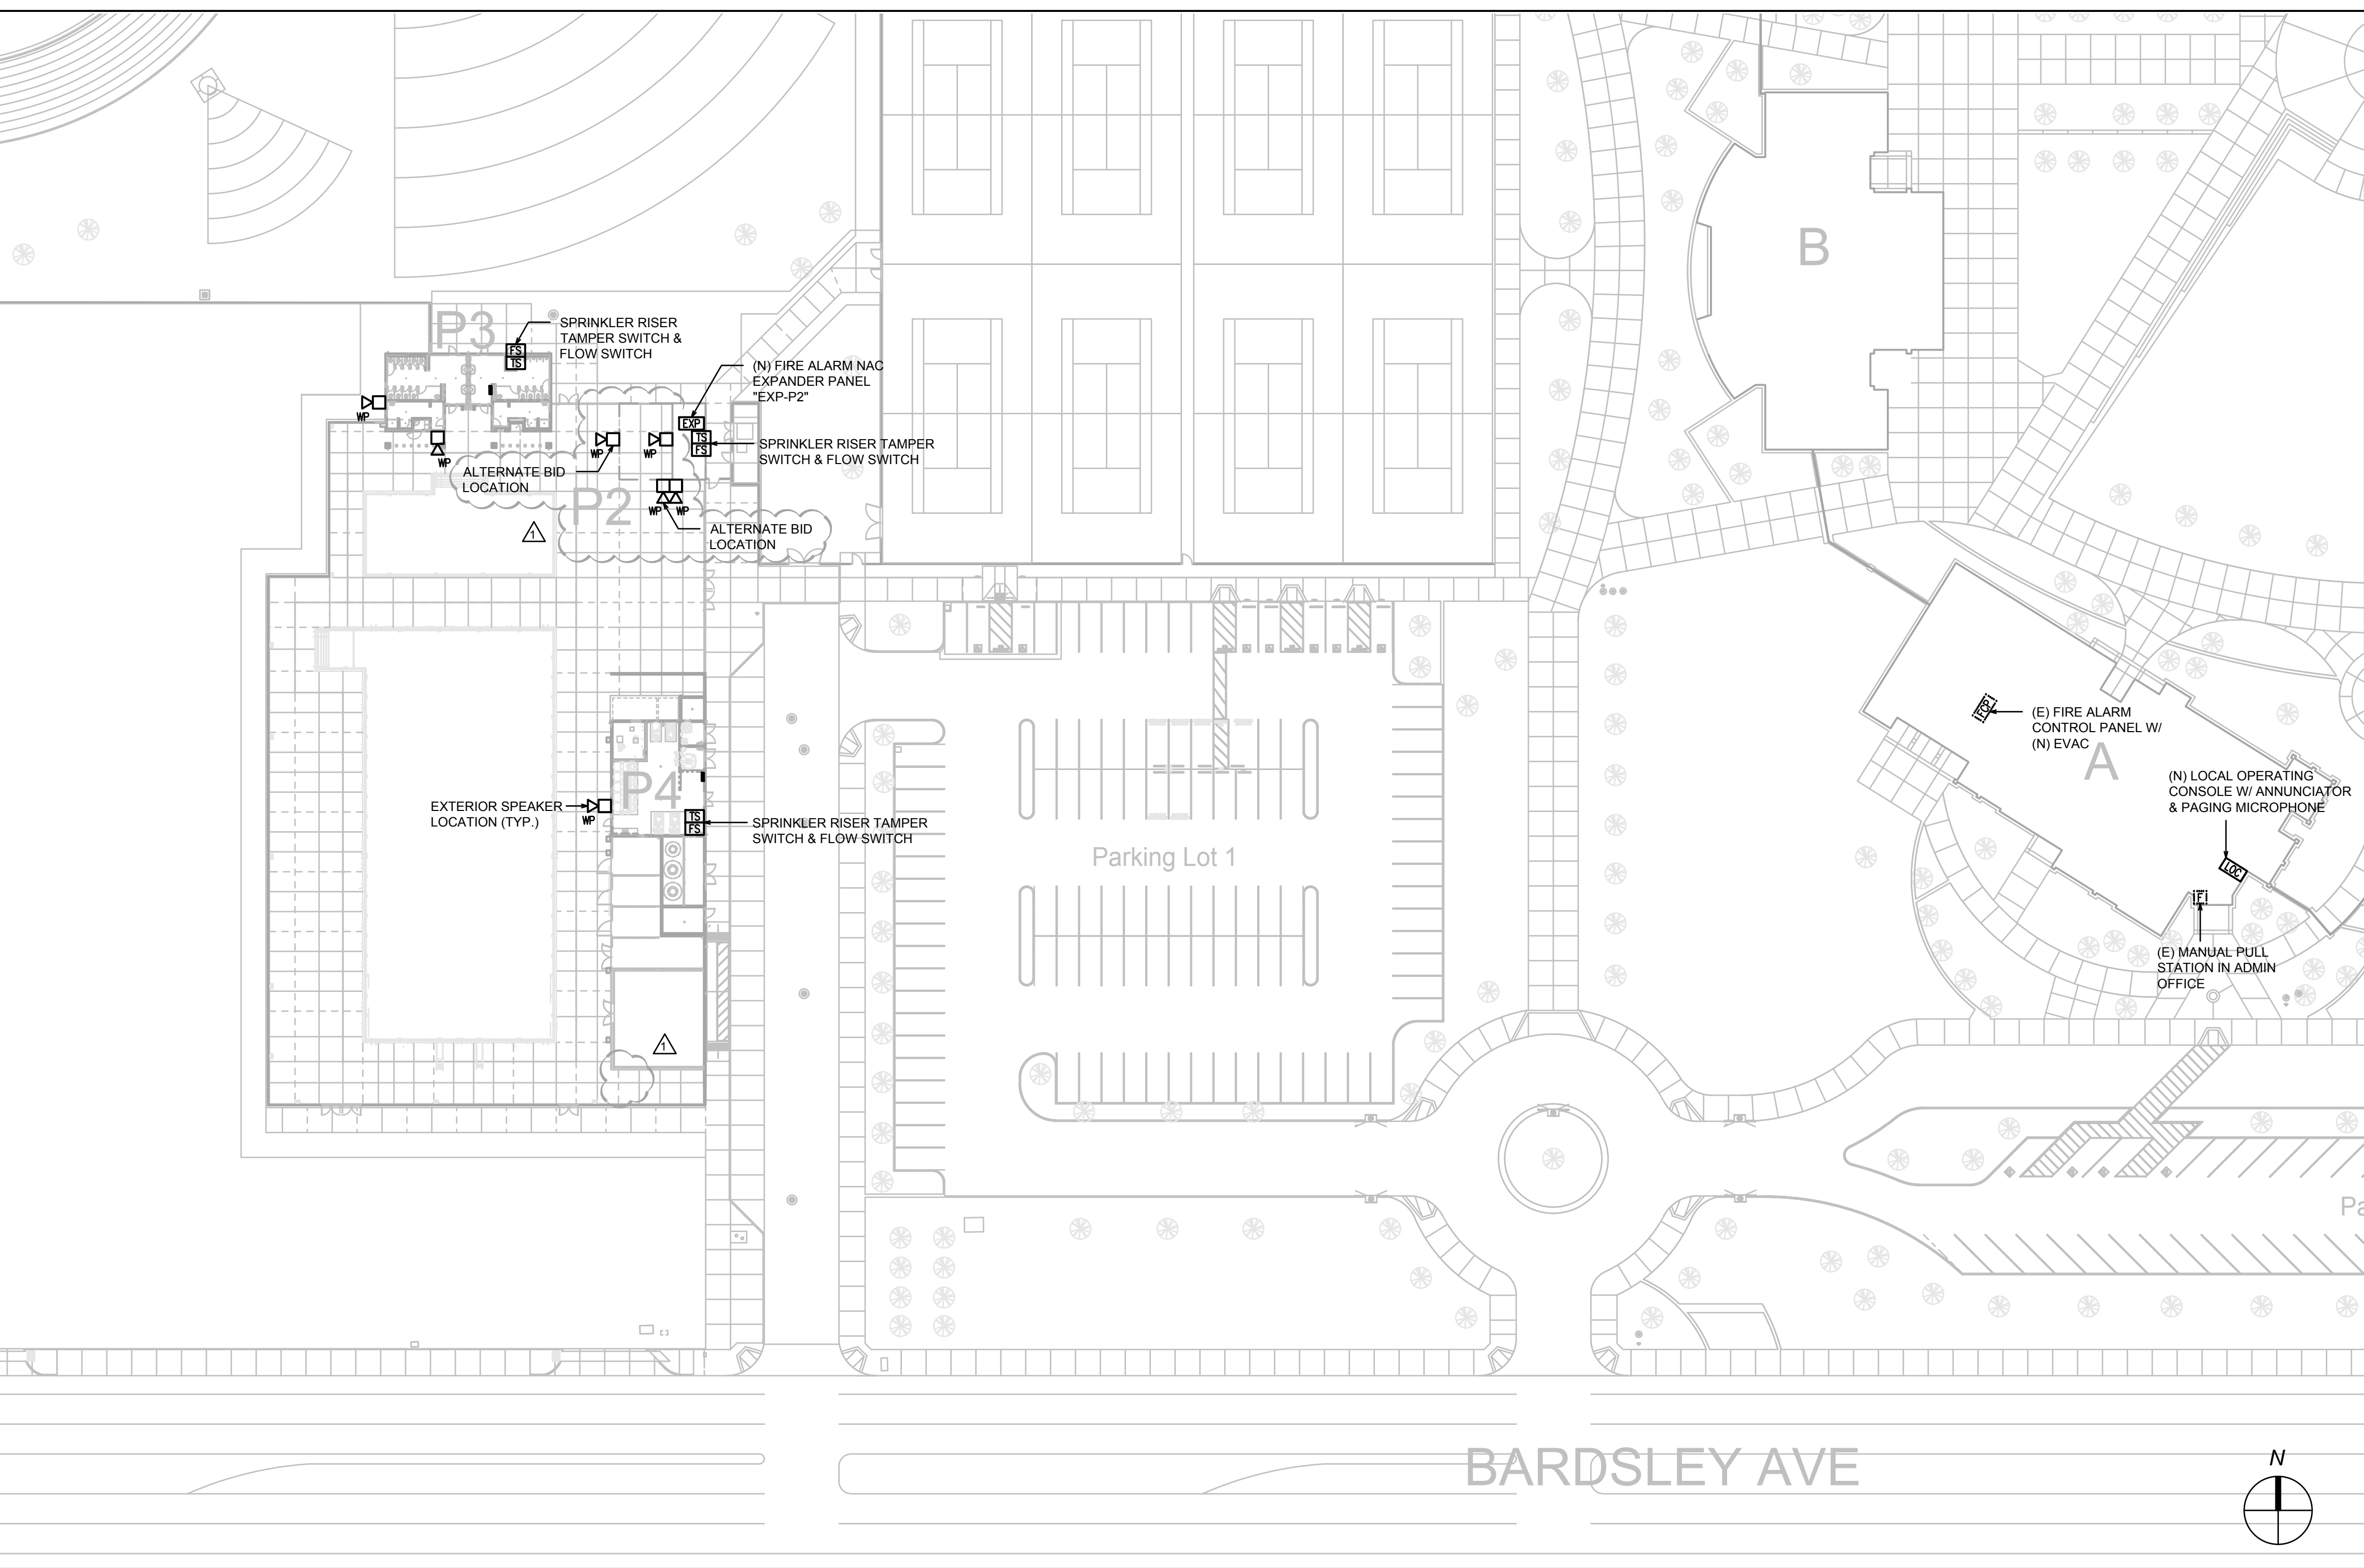 B
P3
SPRINKLER RISER
TAMPER SWITCH &
FLOW SWITCH
FS
TS
(N) FIRE ALARM NAC
EXPANDER PANEL
"EXP-P2"
WP
EXP
TS
FS
SPRINKLER RISER TAMPER
SWITCH & FLOW SWITCH
WP
WP
WP
ALTERNATE BID
LOCATION
P2
WP
WP
1
ALTERNATE BID
LOCATION
FCP
(E) FIRE ALARM
CONTROL PANEL W/
(N) EVAC
A
(N) LOCAL OPERATING
CONSOLE W/ ANNUNCIATOR
& PAGING MICROPHONE
P4
EXTERIOR SPEAKER
LOCATION (TYP.)
WP
TS
FS
SPRINKLER RISER TAMPER
SWITCH & FLOW SWITCH
Parking Lot 1
LOC
F
(E) MANUAL PULL
STATION IN ADMIN
OFFICE
1
Pa
BARDSLEY AVE
N